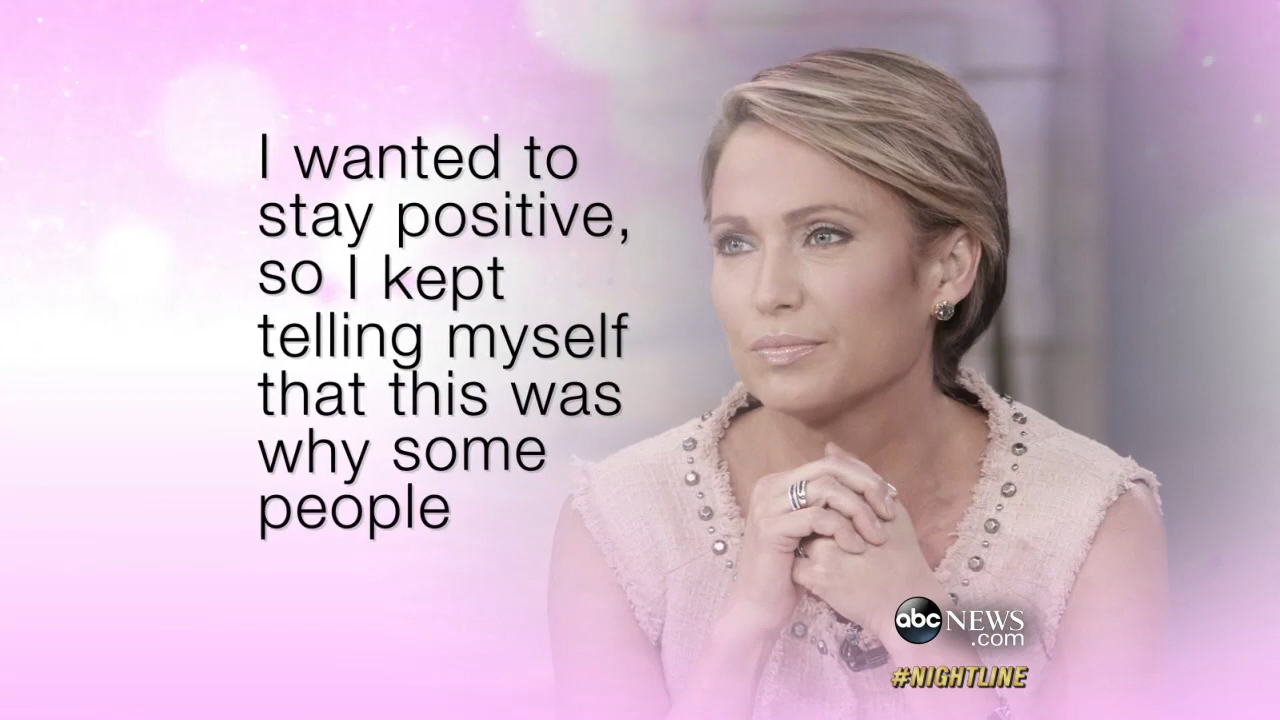 I wanted to
stay positive,
so I kept
telling myself
that this was
why some
people
abc NEWS
.com
#NIGHTLINE